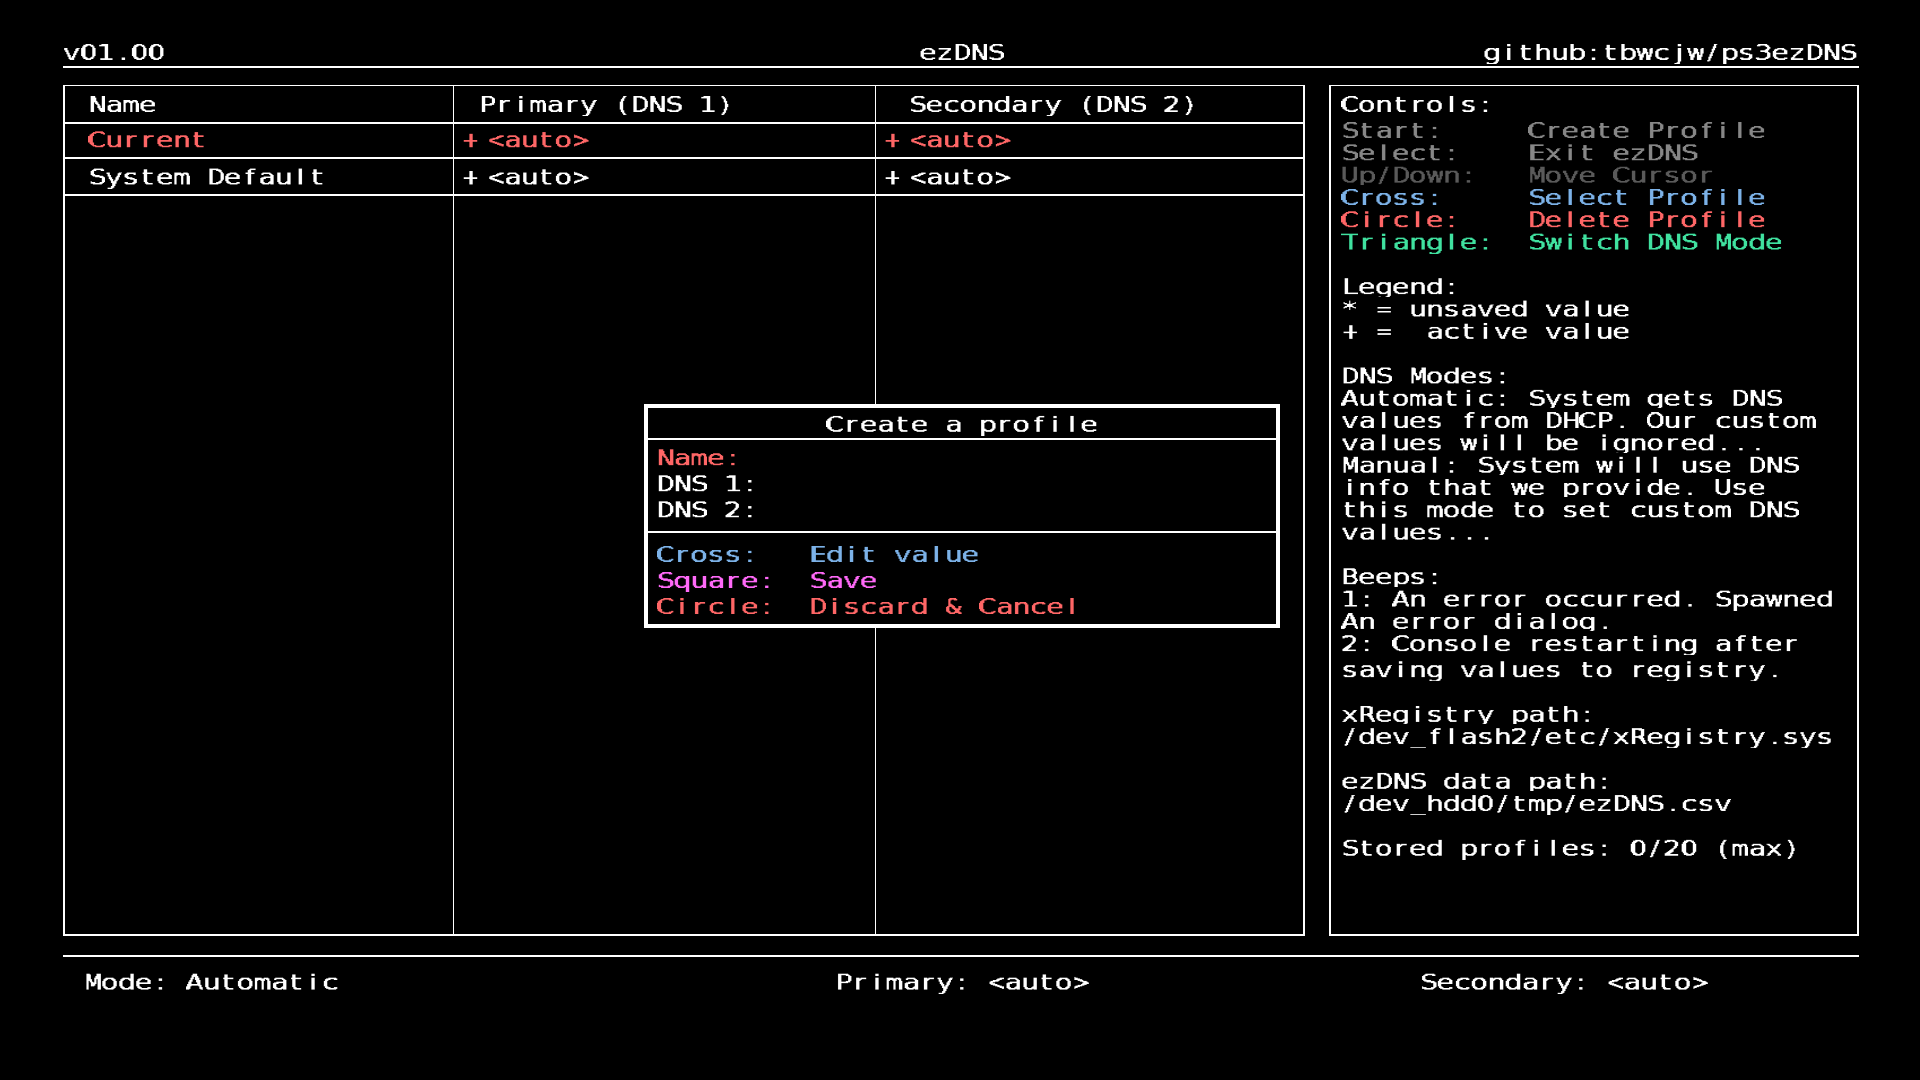 v01.00 ezDNS github:tbwcjw/ps3ezDNS
Name Primary (DNS 1) Secondary (DNS 2)
Current + <auto> + <auto>
System Default + <auto> + <auto>
Create a profile
Name:
DNS 1:
DNS 2:
Cross: Edit value
Square: Save
Circle: Discard & Cancel
Controls:
Start: Create Profile
Select: Exit ezDNS
Up/Down: Move Cursor
Cross: Select Profile
Circle: Delete Profile
Triangle: Switch DNS Mode
Legend:
* = unsaved value
+ = active value
DNS Modes:
Automatic: System gets DNS
values from DHCP. Our custom
values will be ignored...
Manual: System will use DNS
info that we provide. Use
this mode to set custom DNS
values...
Beeps:
1: An error occurred. Spawned
An error dialog.
2: Console restarting after
saving values to registry.
xRegistry path:
/dev_flash2/etc/xRegistry.sys
ezDNS data path:
/dev_hdd0/tmp/ezDNS.csv
Stored profiles: 0/20 (max)
Mode: Automatic Primary: <auto> Secondary: <auto>